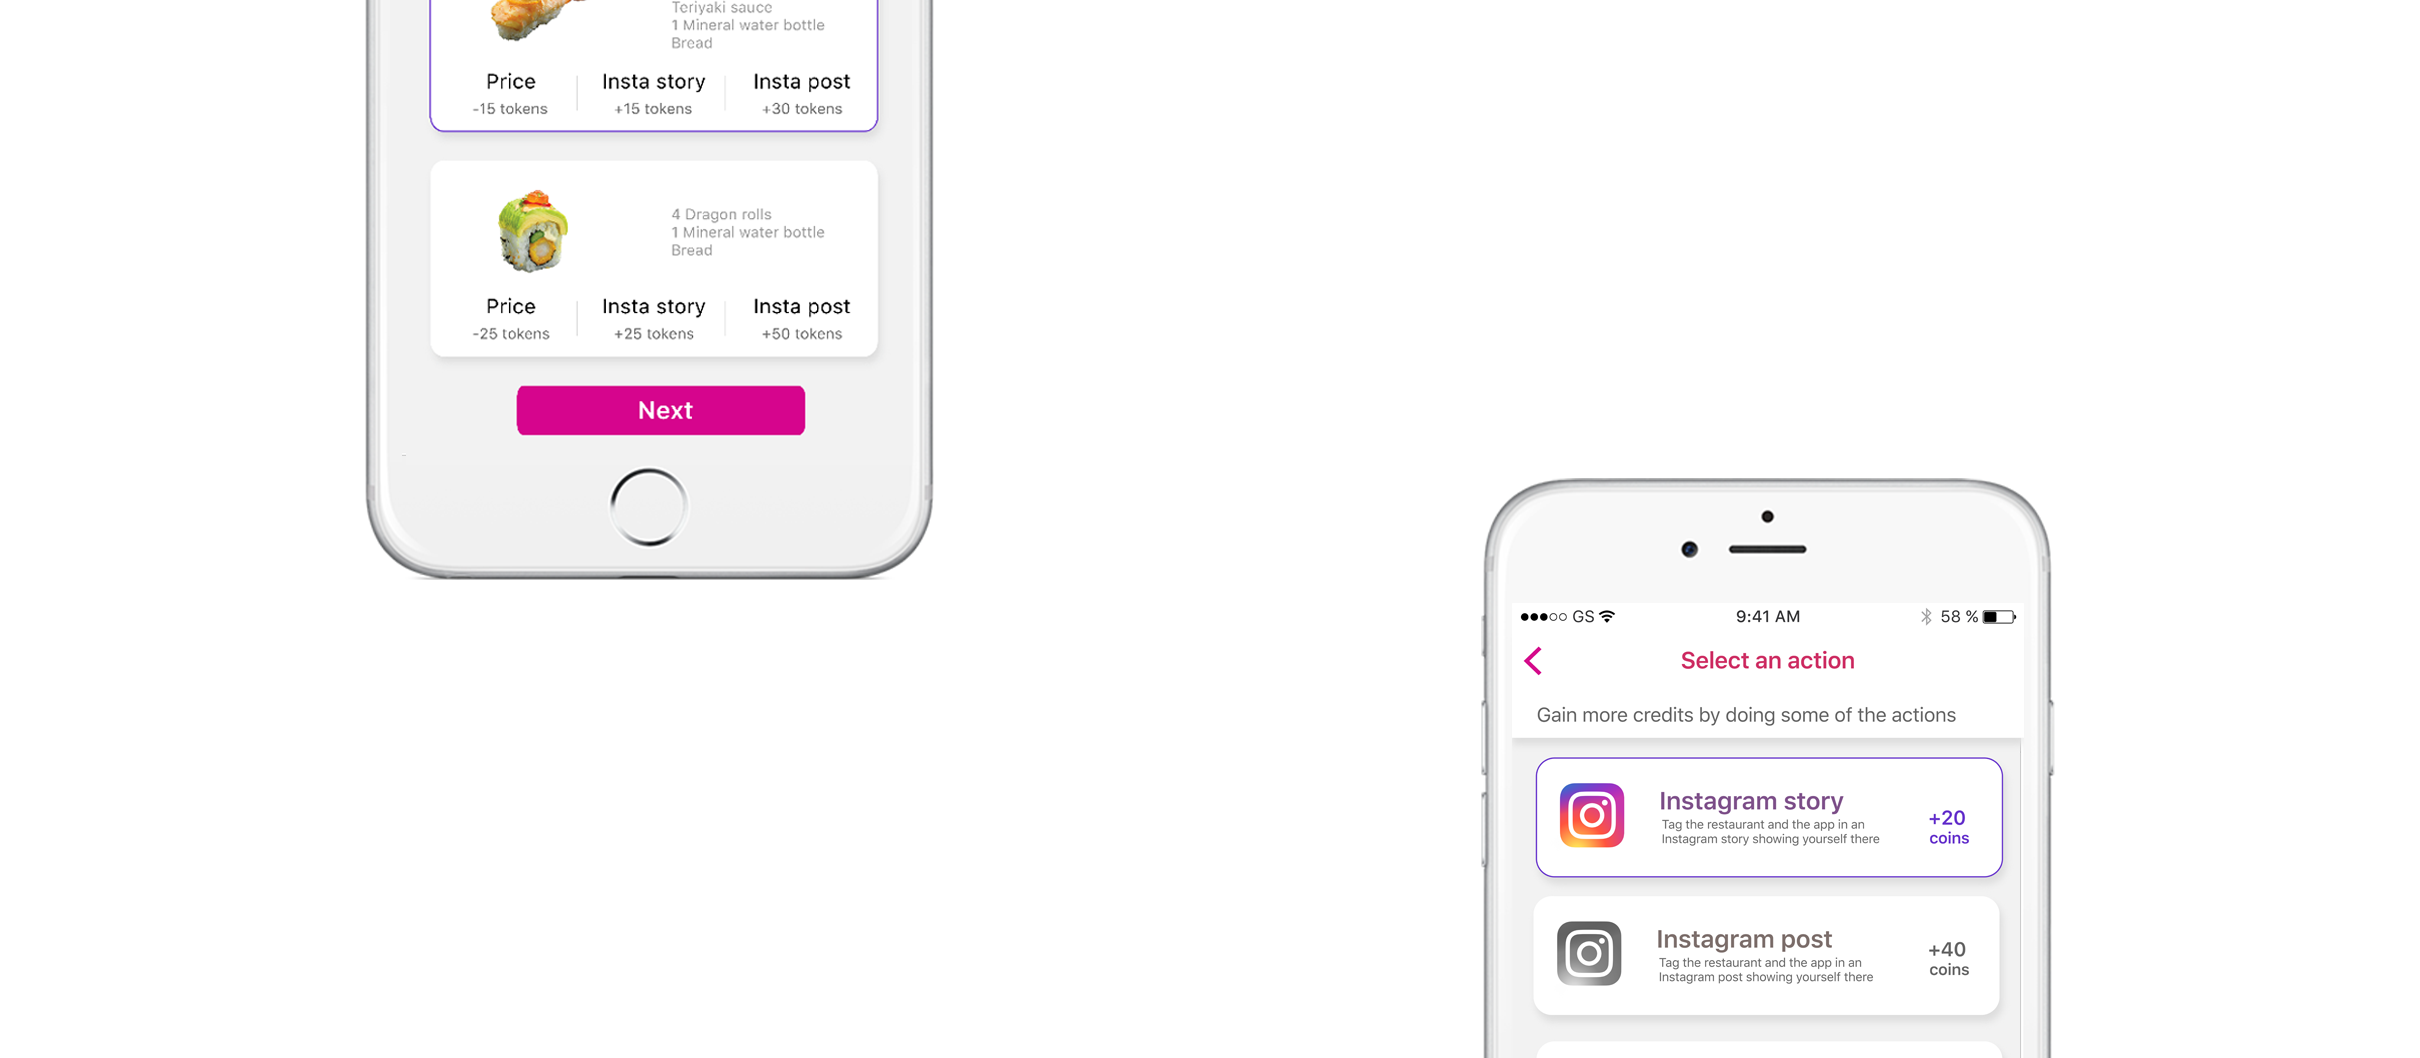 Teriyaki sauce
1 Mineral water bottle
Bread
Price Insta story Insta post
-15 tokens +15 tokens +30 tokens
4 Dragon rolls
1 Mineral water bottle
Bread
Price Insta story Insta post
-25 tokens +25 tokens +50 tokens
Next
GS 9:41 AM 58 %
Select an action
Gain more credits by doing some of the actions
Instagram story
Tag the restaurant and the app in an
Instagram story showing yourself there
+20
coins
Instagram post
Tag the restaurant and the app in an
Instagram post showing yourself there
+40
coins